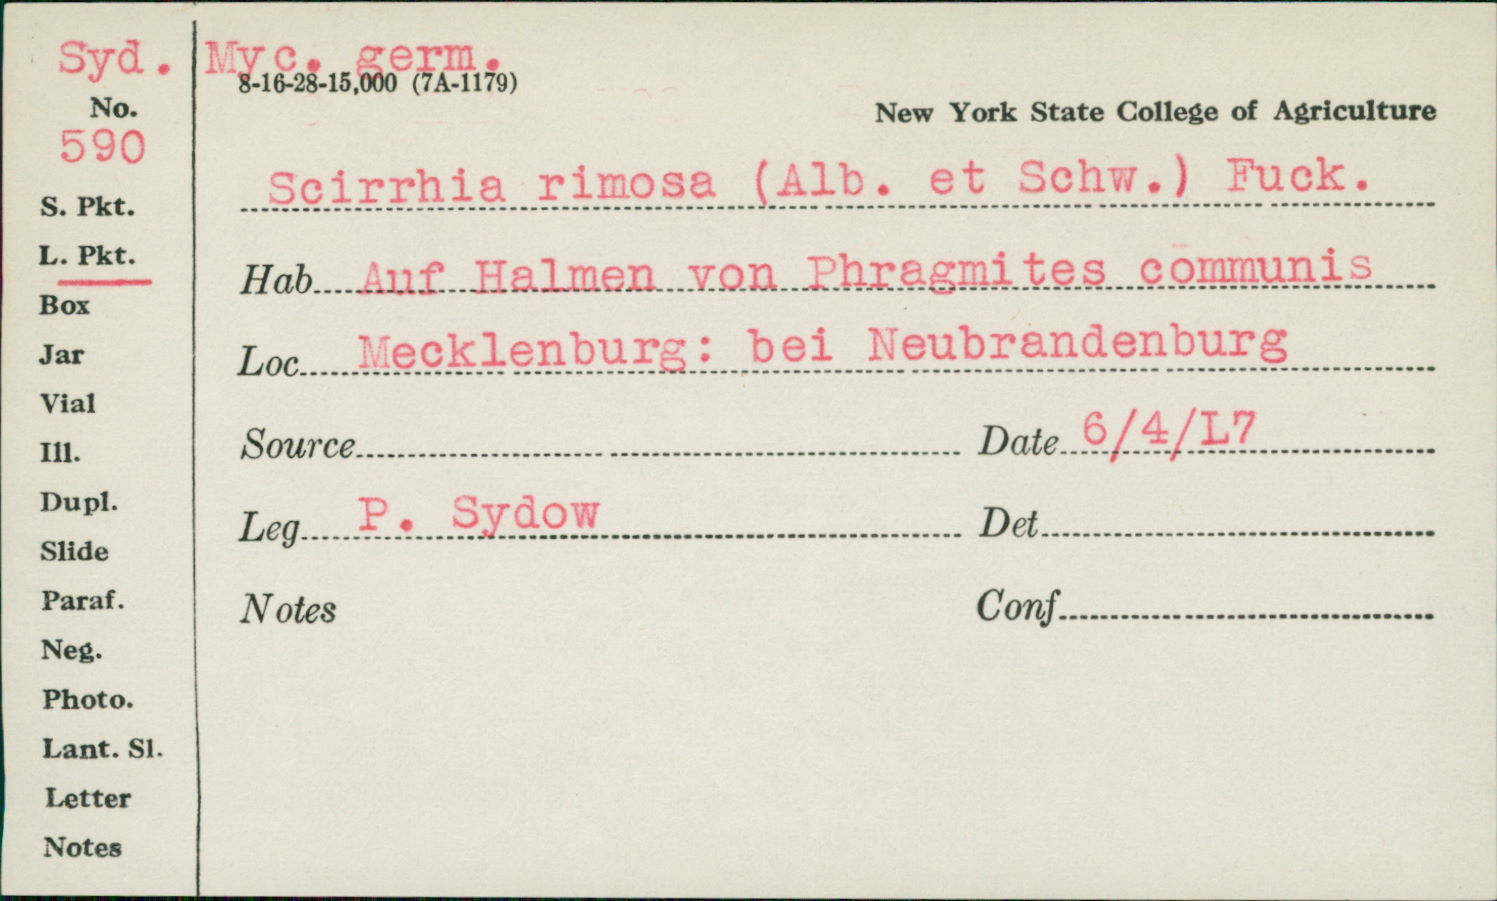 Syd. Myc. germ.
8-16-28-15,000 (7A-1179)
No.
New York State College of Agriculture
590
Scirrhia rimosa (Alb. et Schw.) Fuck.
S. Pkt.
L. Pkt.
Hab Auf Halmen von Phragmites communis
Box
Loc Mecklenburg: bei Neubrandenburg
Jar
Vial
Source Date 6/4/L7
Ill.
Dupl.
Leg P. Sydow Det
Slide
Paraf.
Notes Conf
Neg.
Photo.
Lant. Sl.
Letter
Notes